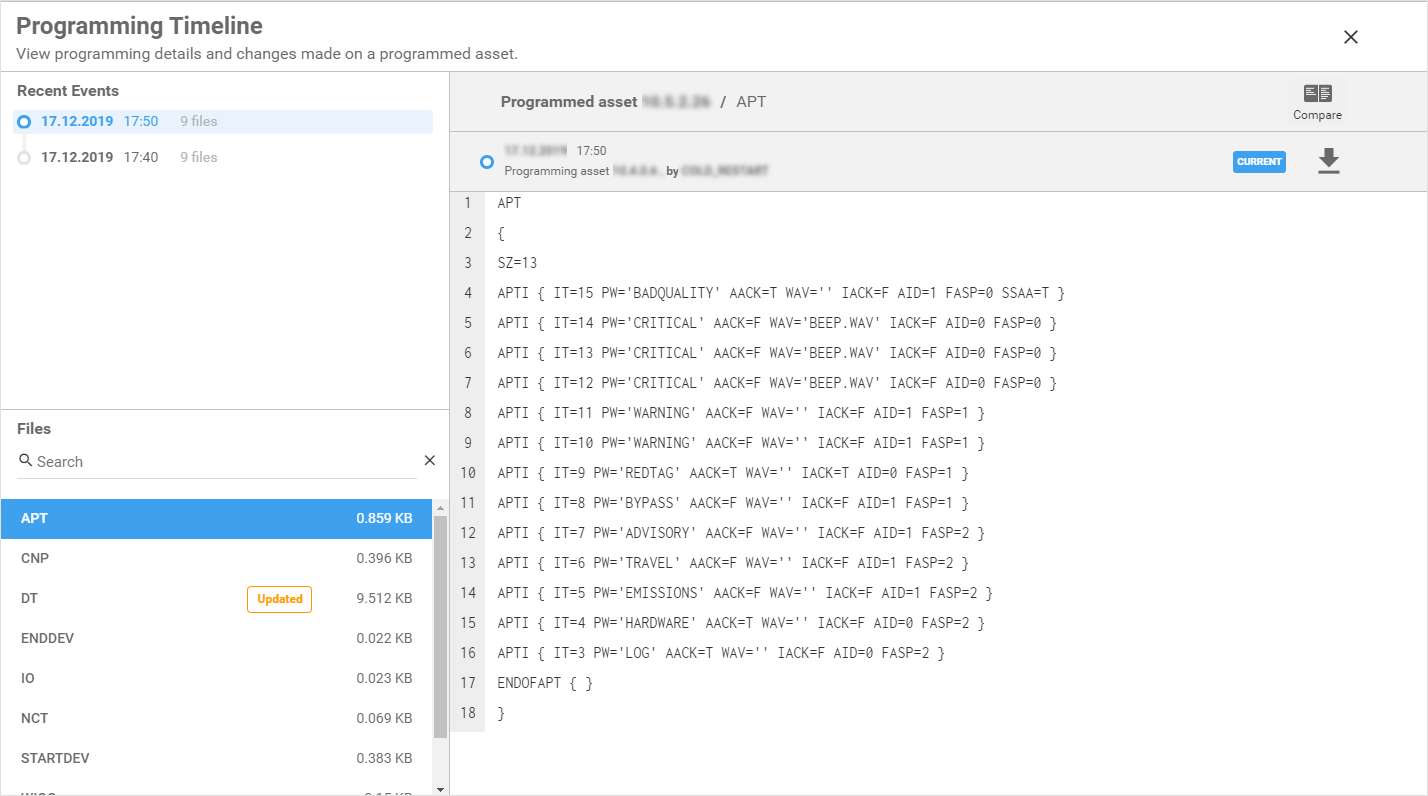 Programming Timeline
View programming details and changes made on a programmed asset.
Recent Events
17.12.2019 17:50 9 files
17.12.2019 17:40 9 files
Files
Search
APT 0.859 KB
CNP 0.396 KB
DT Updated 9.512 KB
ENDDEV 0.022 KB
IO 0.023 KB
NCT 0.069 KB
STARTDEV 0.383 KB
Programmed asset / APT
Compare
17:50
Programming asset by
CURRENT
1 APT
2 {
3 SZ=13
4 APTI { IT=15 PW='BADQUALITY' AACK=T WAV='' IACK=F AID=1 FASP=0 SSAA=T }
5 APTI { IT=14 PW='CRITICAL' AACK=F WAV='BEEP.WAV' IACK=F AID=0 FASP=0 }
6 APTI { IT=13 PW='CRITICAL' AACK=F WAV='BEEP.WAV' IACK=F AID=0 FASP=0 }
7 APTI { IT=12 PW='CRITICAL' AACK=F WAV='BEEP.WAV' IACK=F AID=0 FASP=0 }
8 APTI { IT=11 PW='WARNING' AACK=F WAV='' IACK=F AID=1 FASP=1 }
9 APTI { IT=10 PW='WARNING' AACK=F WAV='' IACK=F AID=1 FASP=1 }
10 APTI { IT=9 PW='REDTAG' AACK=T WAV='' IACK=T AID=0 FASP=1 }
11 APTI { IT=8 PW='BYPASS' AACK=F WAV='' IACK=F AID=1 FASP=1 }
12 APTI { IT=7 PW='ADVISORY' AACK=F WAV='' IACK=F AID=1 FASP=2 }
13 APTI { IT=6 PW='TRAVEL' AACK=F WAV='' IACK=F AID=1 FASP=2 }
14 APTI { IT=5 PW='EMISSIONS' AACK=F WAV='' IACK=F AID=1 FASP=2 }
15 APTI { IT=4 PW='HARDWARE' AACK=T WAV='' IACK=F AID=0 FASP=2 }
16 APTI { IT=3 PW='LOG' AACK=T WAV='' IACK=F AID=0 FASP=2 }
17 ENDOFAPT { }
18 }